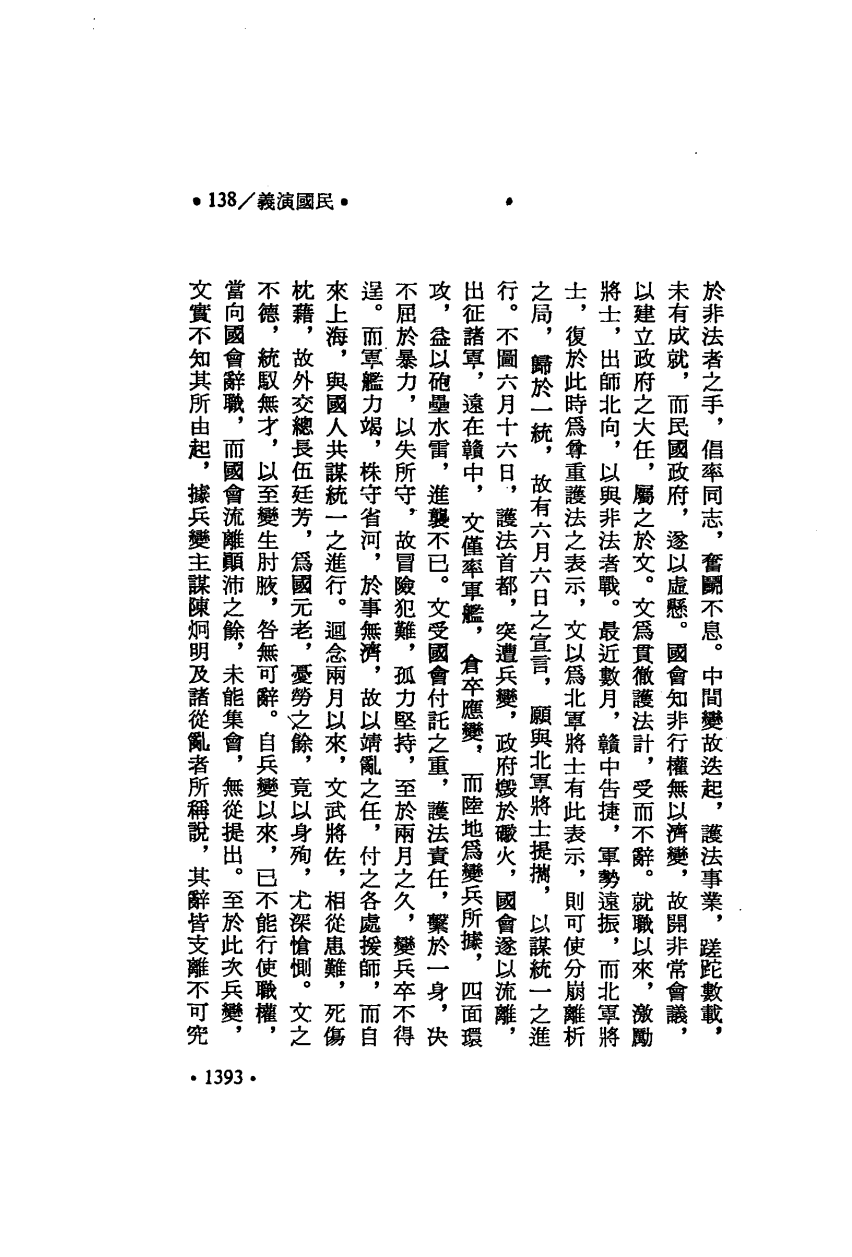 •138／義演國民•
於非法者之手，倡率同志，奮鬭不息。中間變故迭起，護法事業，蹉跎數載，
未有成就，而民國政府，遂以虛懸。國會知非行權無以濟變，故開非常會議，
以建立政府之大任，屬之於文。文爲貫徹護法計，受而不辭。就職以來，激勵
將士，出師北向，以與非法者戰。最近數月，贛中告捷，軍勢遠振，而北軍將
士，復於此時爲尊重護法之表示，文以爲北軍將士有此表示，則可使分崩離析
之局，歸於一統，故有六月六日之宣言，願與北軍將士提攜，以謀統一之進
行。不圖六月十六日，護法首都，突遭兵變，政府燬於礮火，國會遂以流離，
出征諸軍，遠在贛中，文僅率軍艦，倉卒應變，而陸地爲變兵所據，四面環
攻，益以砲壘水雷，進襲不已。文受國會付託之重，護法責任，繫於一身，決
不屈於暴力，以失所守，故冒險犯難，孤力堅持，至於兩月之久，變兵卒不得
逞。而軍艦力竭，株守省河，於事無濟，故以靖亂之任，付之各處援師，而自
來上海，與國人共謀統一之進行。迴念兩月以來，文武將佐，相從患難，死傷
枕藉，故外交總長伍廷芳，爲國元老，憂勞之餘，竟以身殉，尤深愴惻。文之
不德，統馭無才，以至變生肘腋，咎無可辭。自兵變以來，已不能行使職權，
當向國會辭職，而國會流離顚沛之餘，未能集會，無從提出。至於此次兵變，
文實不知其所由起，據兵變主謀陳炯明及諸從亂者所稱說，其辭皆支離不可究
•1393•